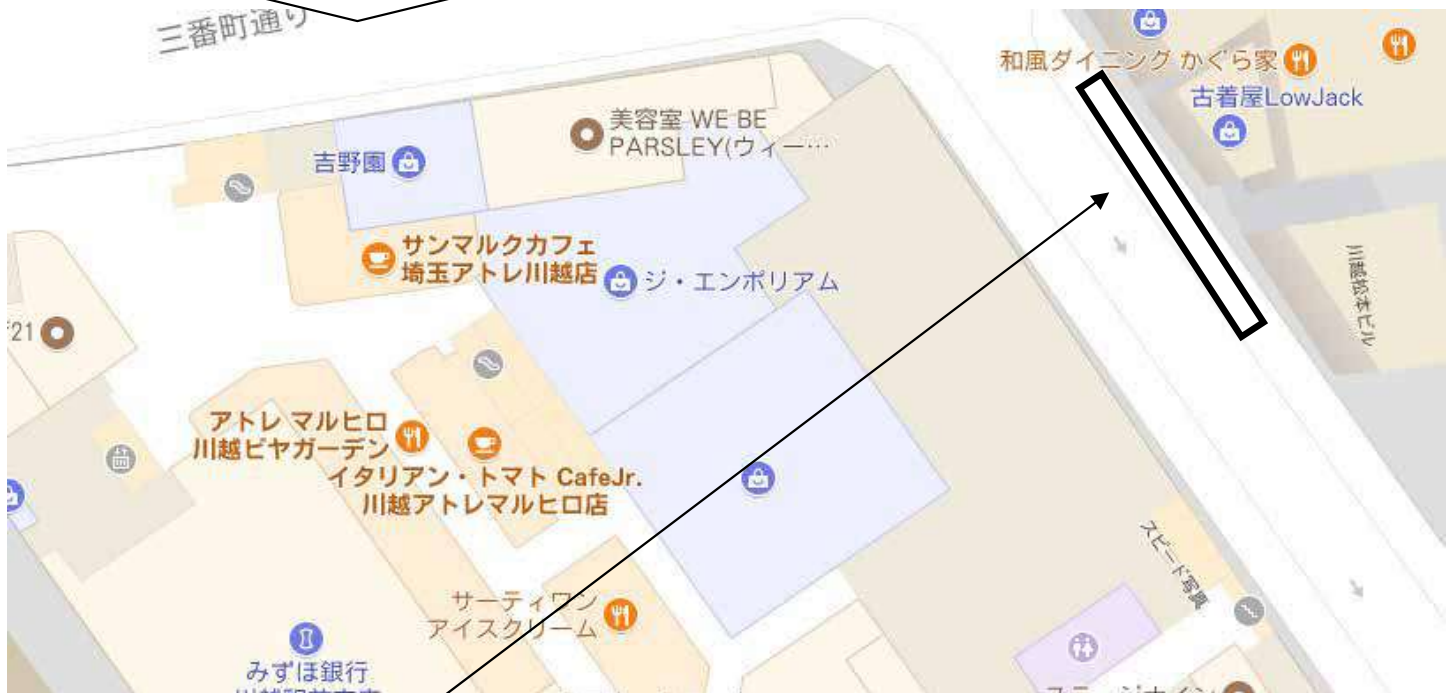 三番町通り
和風ダイニング かぐら家
古着屋LowJack
美容室 WE BE
PARSLEY(ウィー…
吉野園
サンマルクカフェ
埼玉アトレ川越店
ジ・エンポリアム
川越松本ビル
21
アトレ マルヒロ
川越ビヤガーデン
イタリアン・トマト CafeJr.
川越アトレマルヒロ店
スピード写真
サーティワン
アイスクリーム
みずほ銀行